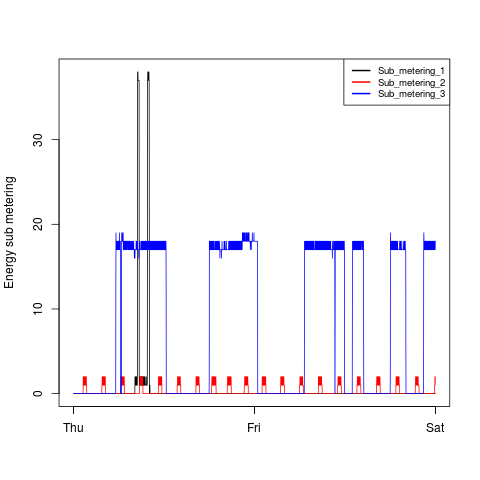 Sub_metering_1
Sub_metering_2
Sub_metering_3
Energy sub metering
30
20
10
0
Thu Fri Sat